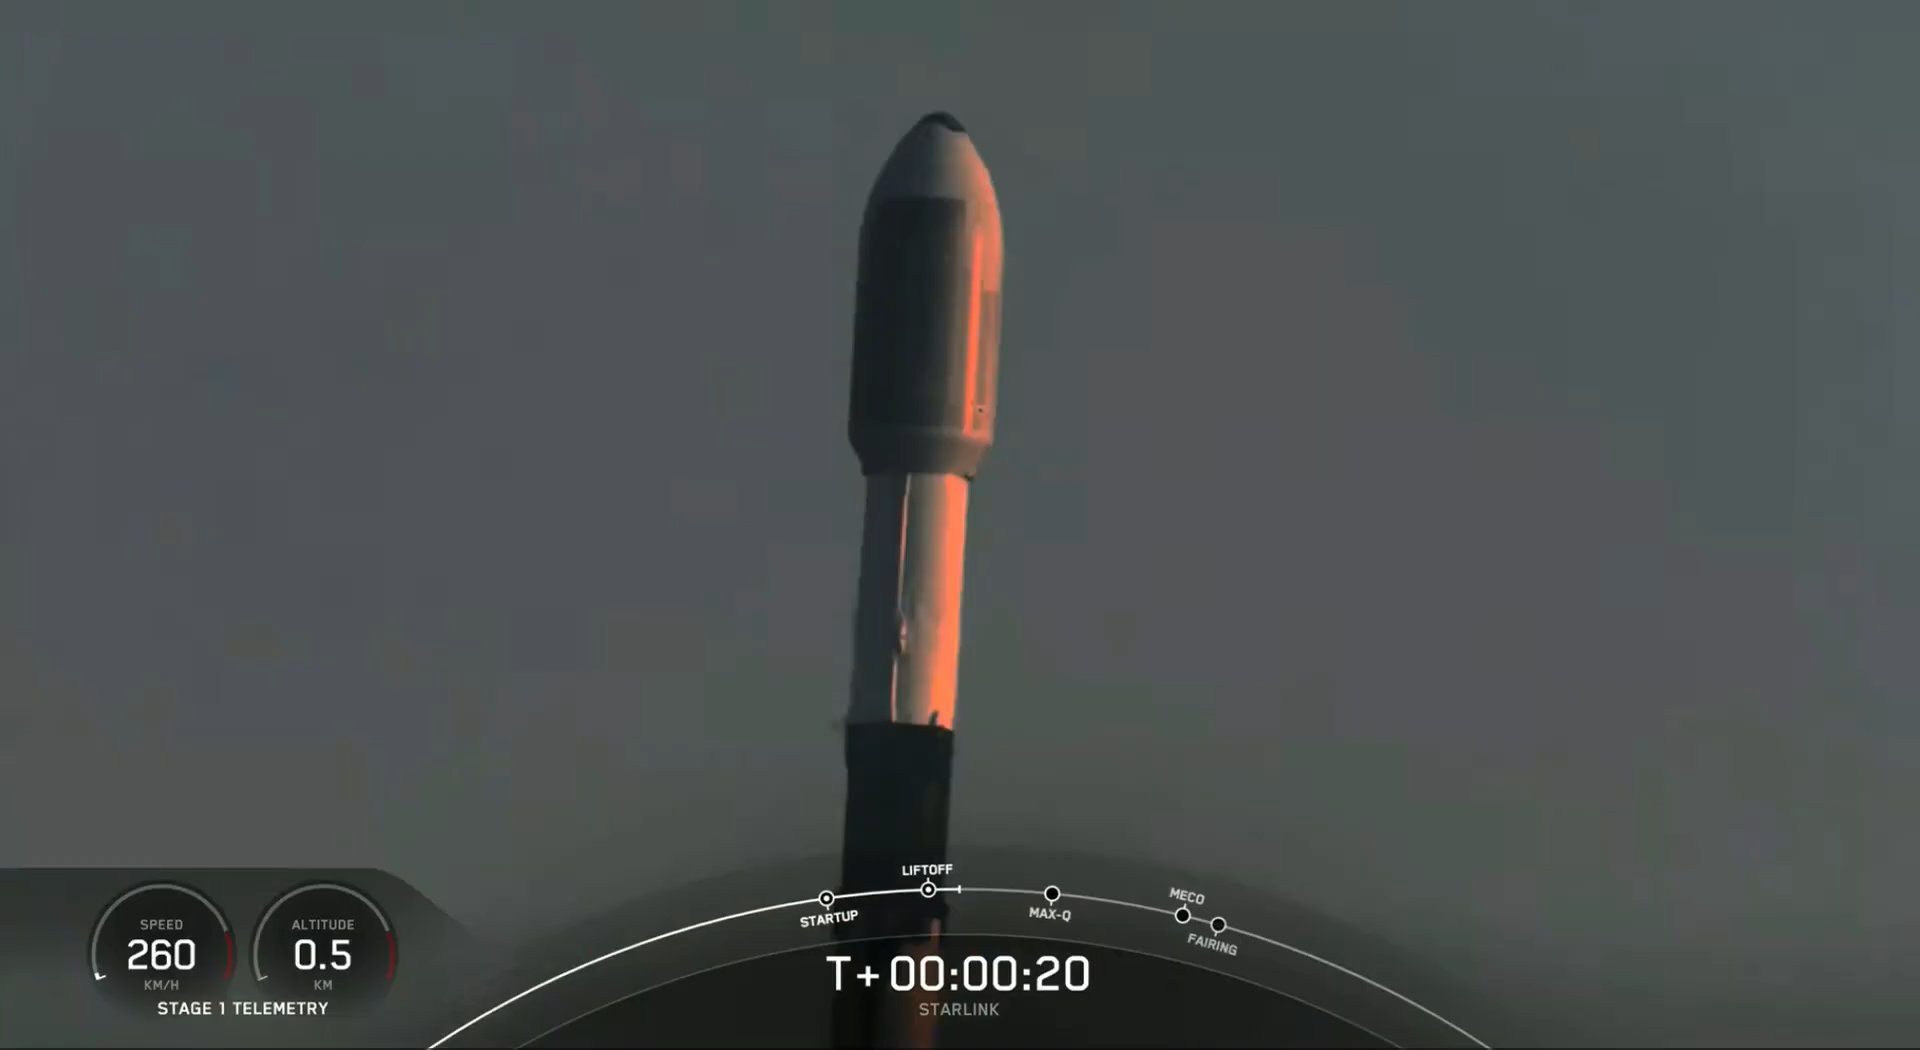 LIFTOFF
STARTUP
MAX-Q
MECO
FAIRING
SPEED
260
KM/H
ALTITUDE
0.5
KM
STAGE 1 TELEMETRY
T+00:00:20
STARLINK